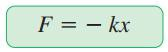 F = − kx